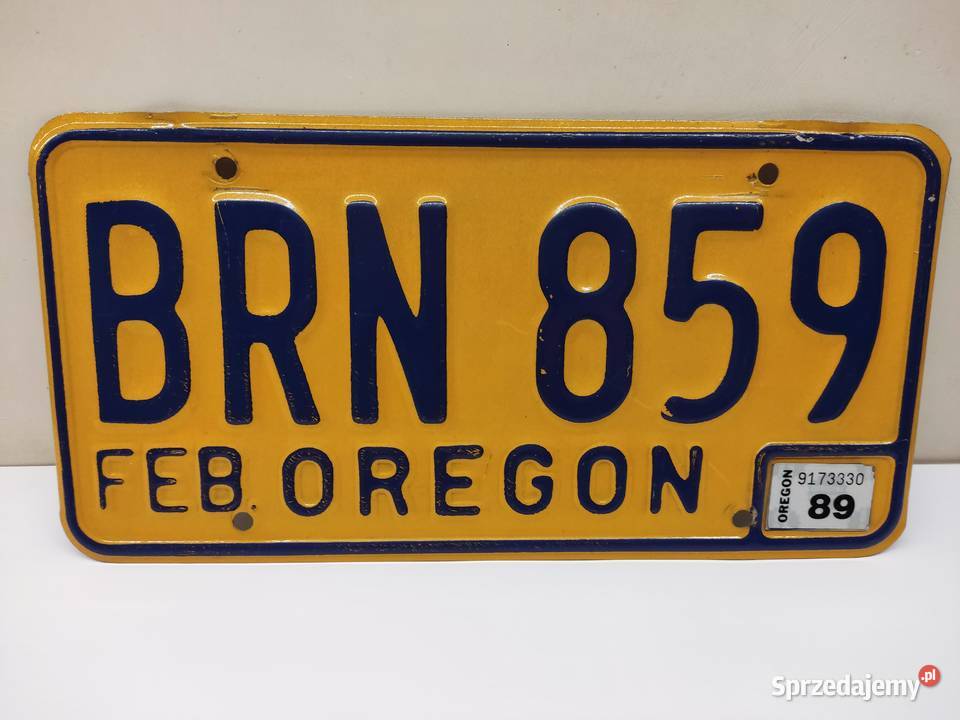 BRN 859
FEB OREGON
OREGON
9173330
89
Sprzedajemy.pl